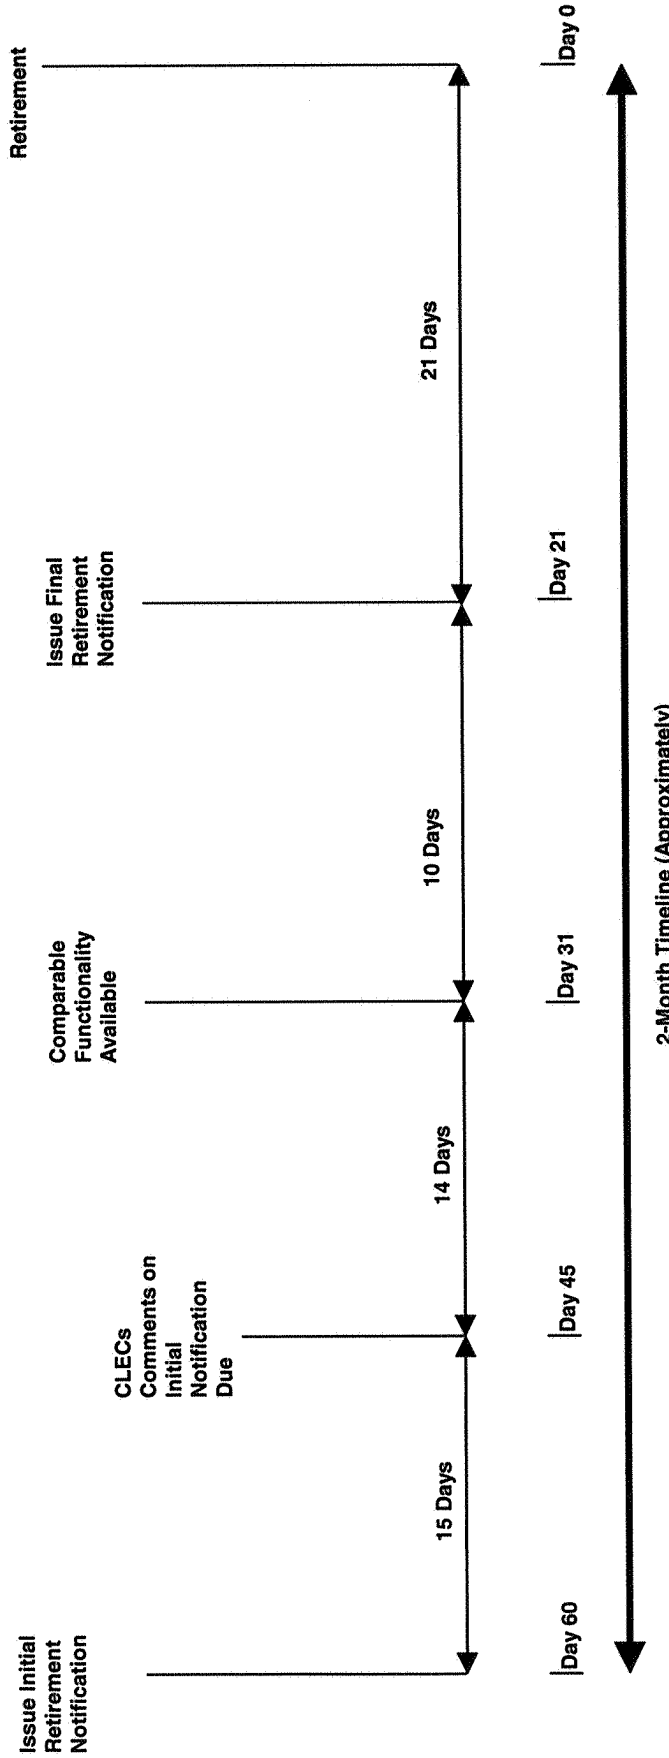 Issue Initial
Retirement
Notification
CLECs
Comments on
Initial
Notification
Due
Comparable
Functionality
Available
Issue Final
Retirement
Notification
Retirement
15 Days
14 Days
10 Days
21 Days
Day 60
Day 45
Day 31
Day 21
Day 0
2-Month Timeline (Approximately)